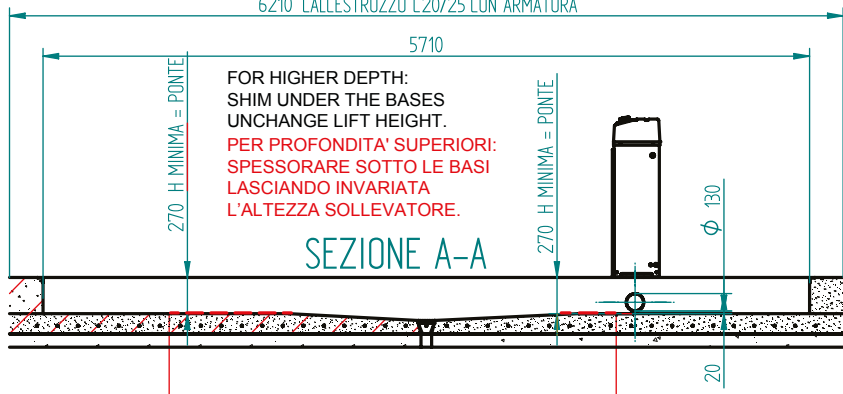 6210 CALCESTRUZZO C20/25 CON ARMATURA
5710
FOR HIGHER DEPTH:
SHIM UNDER THE BASES
UNCHANGE LIFT HEIGHT.
PER PROFONDITA' SUPERIORI:
SPESSORARE SOTTO LE BASI
LASCIANDO INVARIATA
L'ALTEZZA SOLLEVATORE.
270 H MINIMA = PONTE
270 H MINIMA = PONTE
ϕ 130
SEZIONE A-A
20